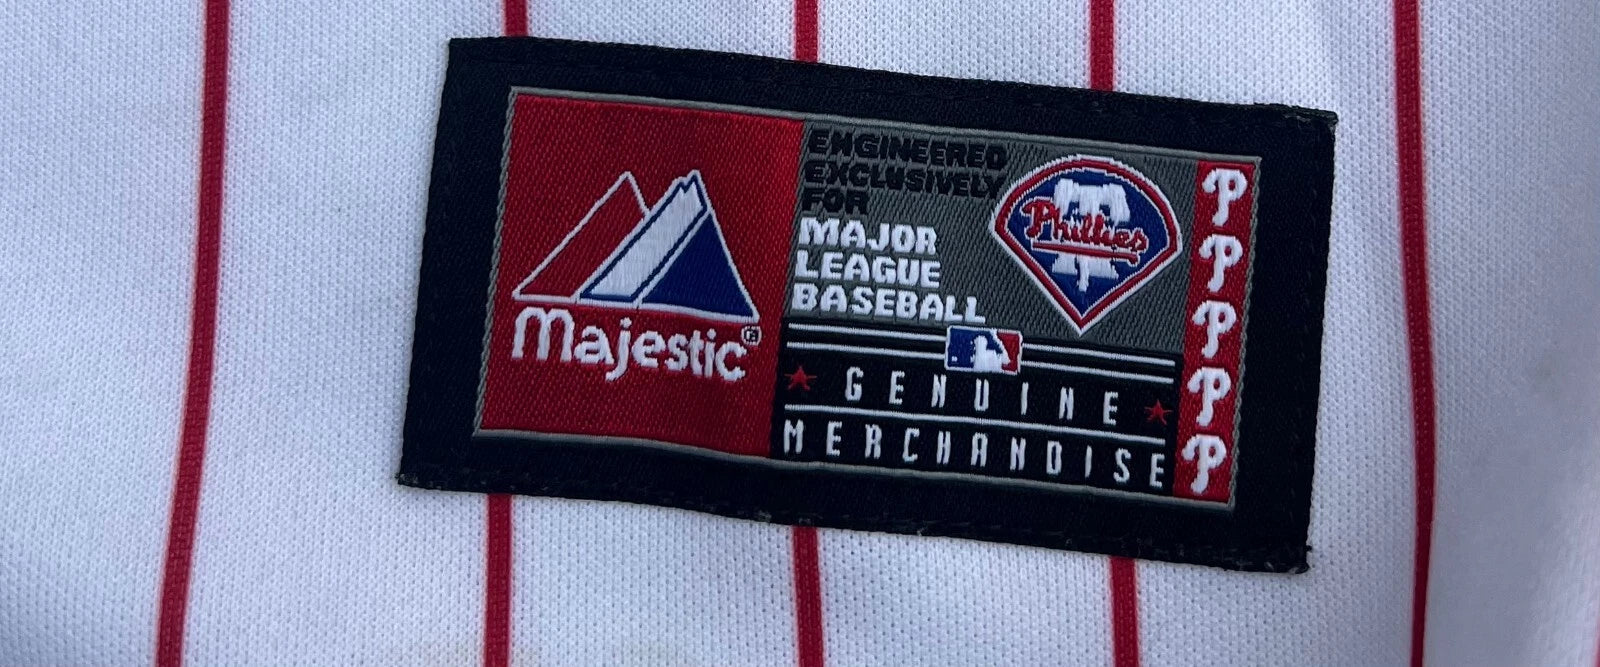 Majestic®
ENGINEERED
EXCLUSIVELY
FOR
MAJOR
LEAGUE
BASEBALL
Phillies
GENUINE
MERCHANDISE
P
P
P
P
P